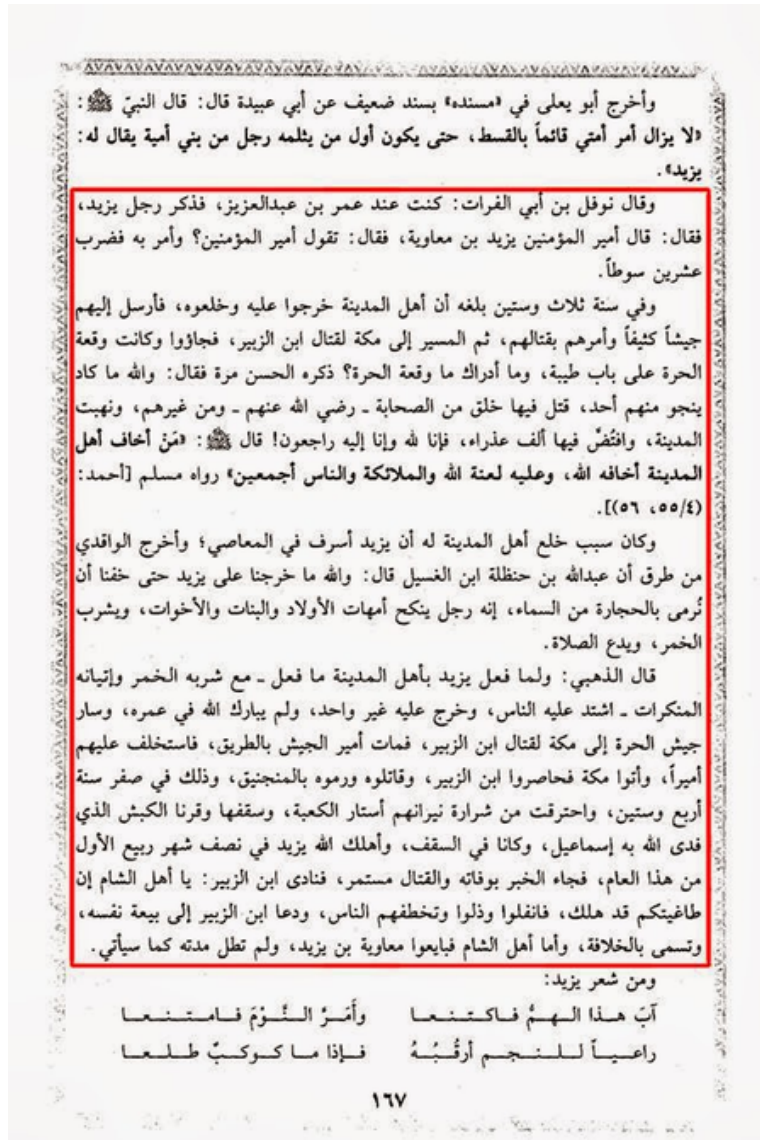 وأخرج أبو يعلى في «مسنده» بسند ضعيف عن أبي عبيدة قال: قال النبيّ ﷺ:
«لا يزال أمر أمتي قائماً بالقسط، حتى يكون أول من يثلمه رجل من بني أمية يقال له:
يزيد».
وقال نوفل بن أبي الفرات: كنت عند عمر بن عبدالعزيز، فذكر رجل يزيد،
فقال: قال أمير المؤمنين يزيد بن معاوية، فقال: تقول أمير المؤمنين؟ وأمر به فضرب
عشرين سوطاً.
وفي سنة ثلاث وستين بلغه أن أهل المدينة خرجوا عليه وخلعوه، فأرسل إليهم
جيشاً كثيفاً وأمرهم بقتالهم، ثم المسير إلى مكة لقتال ابن الزبير، فجاؤوا وكانت وقعة
الحرة على باب طيبة، وما أدراك ما وقعة الحرة؟ ذكره الحسن مرة فقال: والله ما كاد
ينجو منهم أحد، قتل فيها خلق من الصحابة ـ رضي الله عنهم ـ ومن غيرهم، ونهبت
المدينة، وافتُضَّ فيها ألف عذراء، فإنا لله وإنا إليه راجعون! قال ﷺ: «مَنْ أخاف أهل
المدينة أخافه الله، وعليه لعنة الله والملائكة والناس أجمعين» رواه مسلم [أحمد:
(٥٥/٤، ٥٦)].
وكان سبب خلع أهل المدينة له أن يزيد أسرف في المعاصي؛ وأخرج الواقدي
من طرق أن عبدالله بن حنظلة ابن الغسيل قال: والله ما خرجنا على يزيد حتى خفنا أن
نُرمى بالحجارة من السماء، إنه رجل ينكح أمهات الأولاد والبنات والأخوات، ويشرب
الخمر، ويدع الصلاة.
قال الذهبي: ولما فعل يزيد بأهل المدينة ما فعل ـ مع شربه الخمر وإتيانه
المنكرات ـ اشتد عليه الناس، وخرج عليه غير واحد، ولم يبارك الله في عمره، وسار
جيش الحرة إلى مكة لقتال ابن الزبير، فمات أمير الجيش بالطريق، فاستخلف عليهم
أميراً، وأتوا مكة فحاصروا ابن الزبير، وقاتلوه ورموه بالمنجنيق، وذلك في صفر سنة
أربع وستين، واحترقت من شرارة نيرانهم أستار الكعبة، وسقفها وقرنا الكبش الذي
فدى الله به إسماعيل، وكانا في السقف، وأهلك الله يزيد في نصف شهر ربيع الأول
من هذا العام، فجاء الخبر بوفاته والقتال مستمر، فنادى ابن الزبير: يا أهل الشام إن
طاغيتكم قد هلك، فانفلوا وذلوا وتخطفهم الناس، ودعا ابن الزبير إلى بيعة نفسه،
وتسمى بالخلافة، وأما أهل الشام فبايعوا معاوية بن يزيد، ولم تطل مدته كما سيأتي.
ومن شعر يزيد:
آبَ هـذا الـهـمُّ فـاكـتـنـعـا وأَمَـرَّ الـنَّـوْمَ فـامـتـنـعـا
راعـيـاً لـلـنـجـم أرقُـبُـهُ فـإذا مـا كـوكـبٌ طـلـعـا
١٦٧